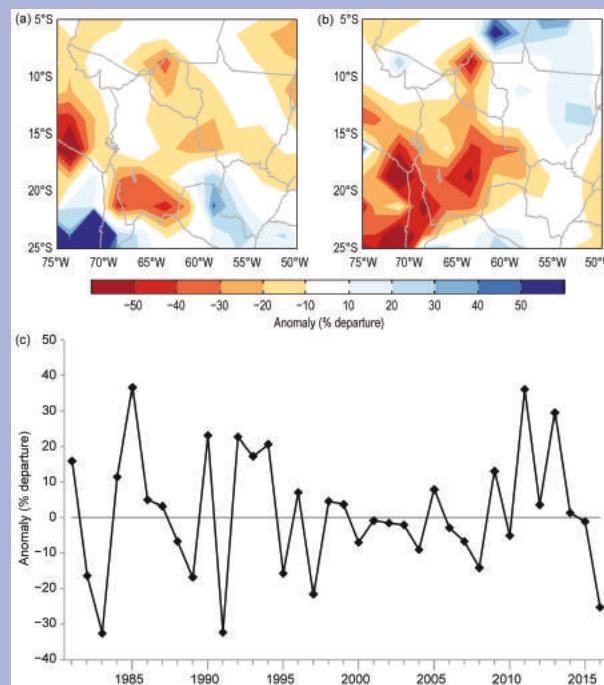 (a)
5°S
10°S
15°S
20°S
25°S
75°W 70°W 65°W 60°W 55°W 50°W
(b)
5°S
10°S
15°S
20°S
25°S
75°W 70°W 65°W 60°W 55°W 50°W
−50 −40 −30 −20 −10 10 20 30 40 50
Anomaly (% departure)
(c)
Anomaly (% departure)
50
40
30
20
10
0
−10
−20
−30
−40
1985 1990 1995 2000 2005 2010 2015